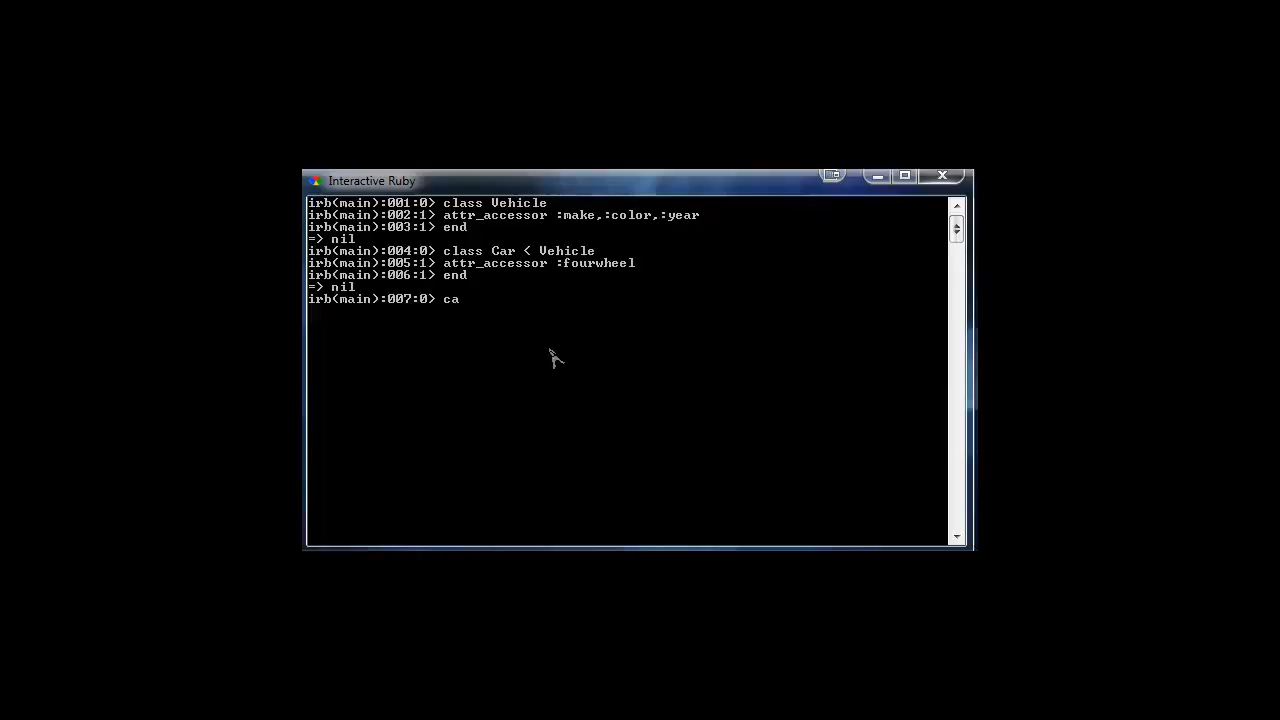 Interactive Ruby
irb(main):001:0> class Vehicle
irb(main):002:1> attr_accessor :make,:color,:year
irb(main):003:1> end
=> nil
irb(main):004:0> class Car < Vehicle
irb(main):005:1> attr_accessor :fourwheel
irb(main):006:1> end
=> nil
irb(main):007:0> ca